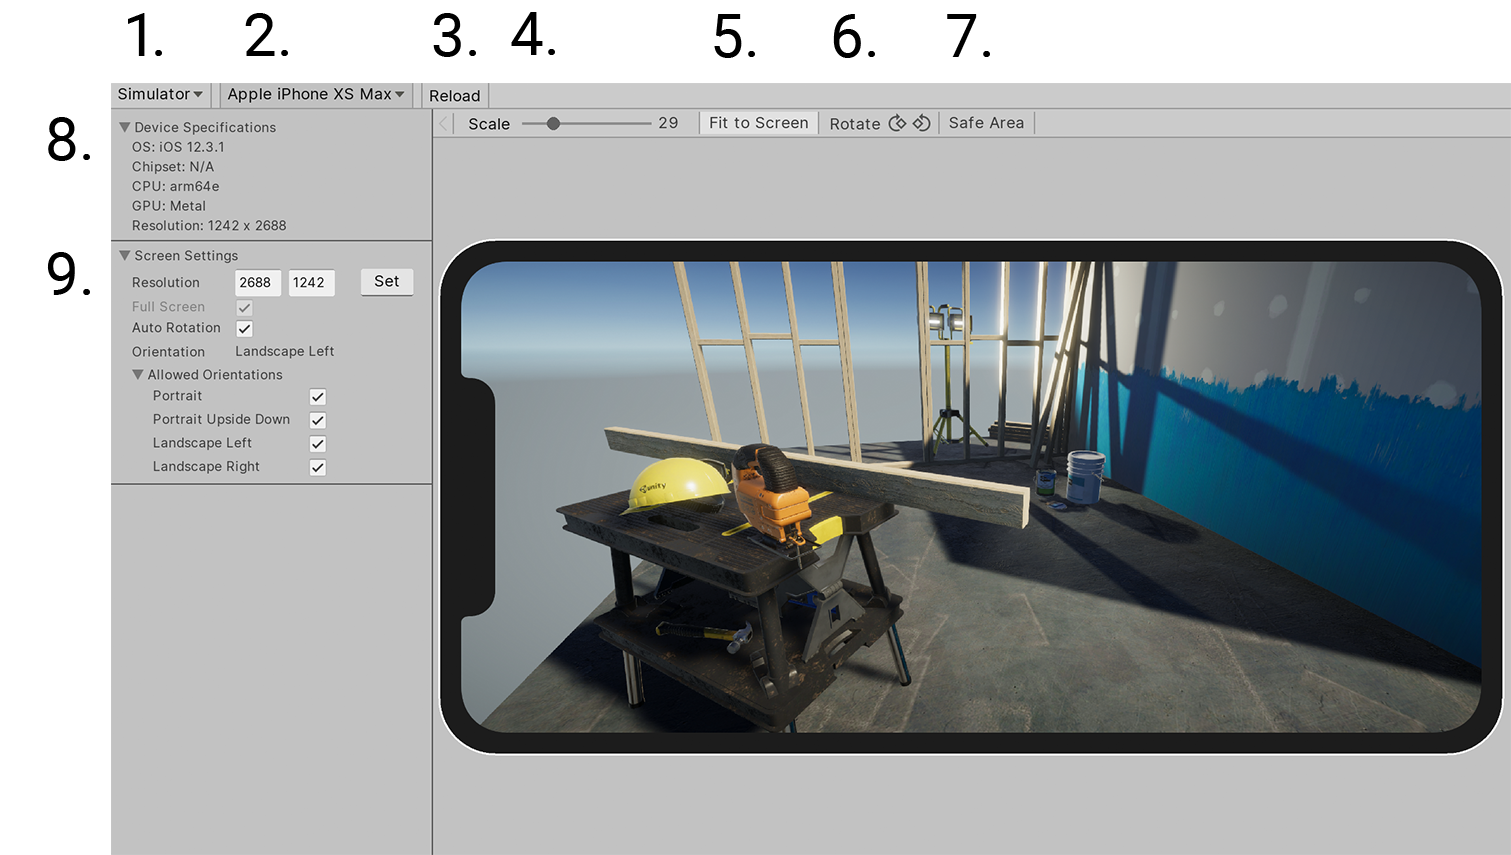 1. 2. 3. 4. 5. 6. 7.
Simulator Apple iPhone XS Max Reload
Scale 29 Fit to Screen Rotate Safe Area
8.
Device Specifications
OS: iOS 12.3.1
Chipset: N/A
CPU: arm64e
GPU: Metal
Resolution: 1242 x 2688
9.
Screen Settings
Resolution 2688 1242 Set
Full Screen
Auto Rotation
Orientation Landscape Left
Allowed Orientations
Portrait
Portrait Upside Down
Landscape Left
Landscape Right
unity